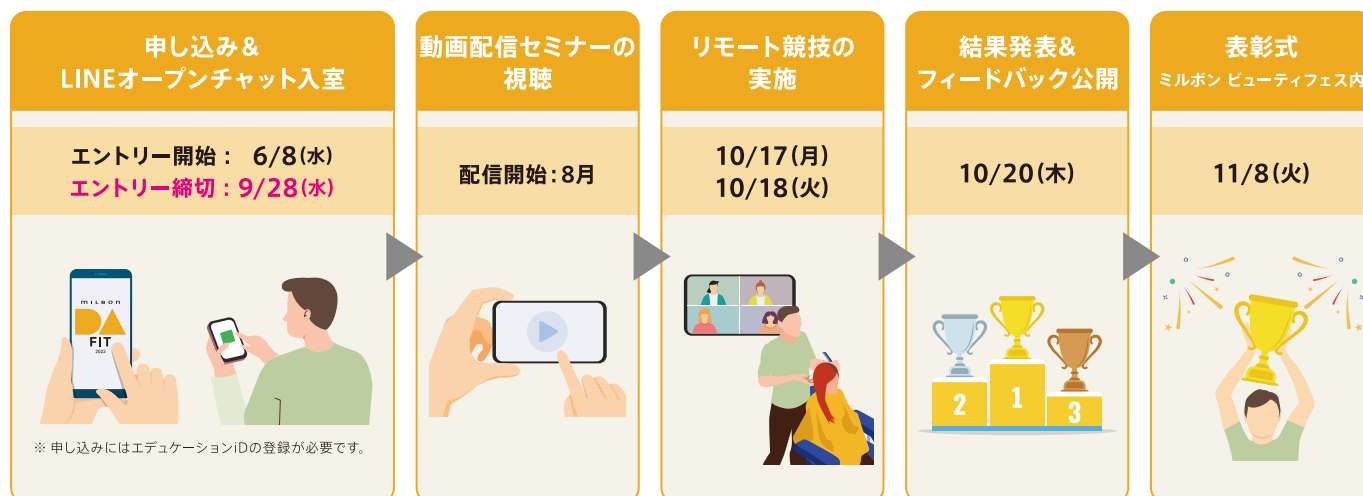 申し込み＆
LINEオープンチャット入室
エントリー開始： 6/8(水)
エントリー締切：9/28(水)
milbon
DA
FIT
2022
※ 申し込みにはエデュケーションiDの登録が必要です。
動画配信セミナーの
視聴
配信開始：8月
リモート競技の
実施
10/17(月)
10/18(火)
結果発表&
フィードバック公開
10/20(木)
2
1
3
表彰式
ミルボン ビューティフェス内
11/8(火)